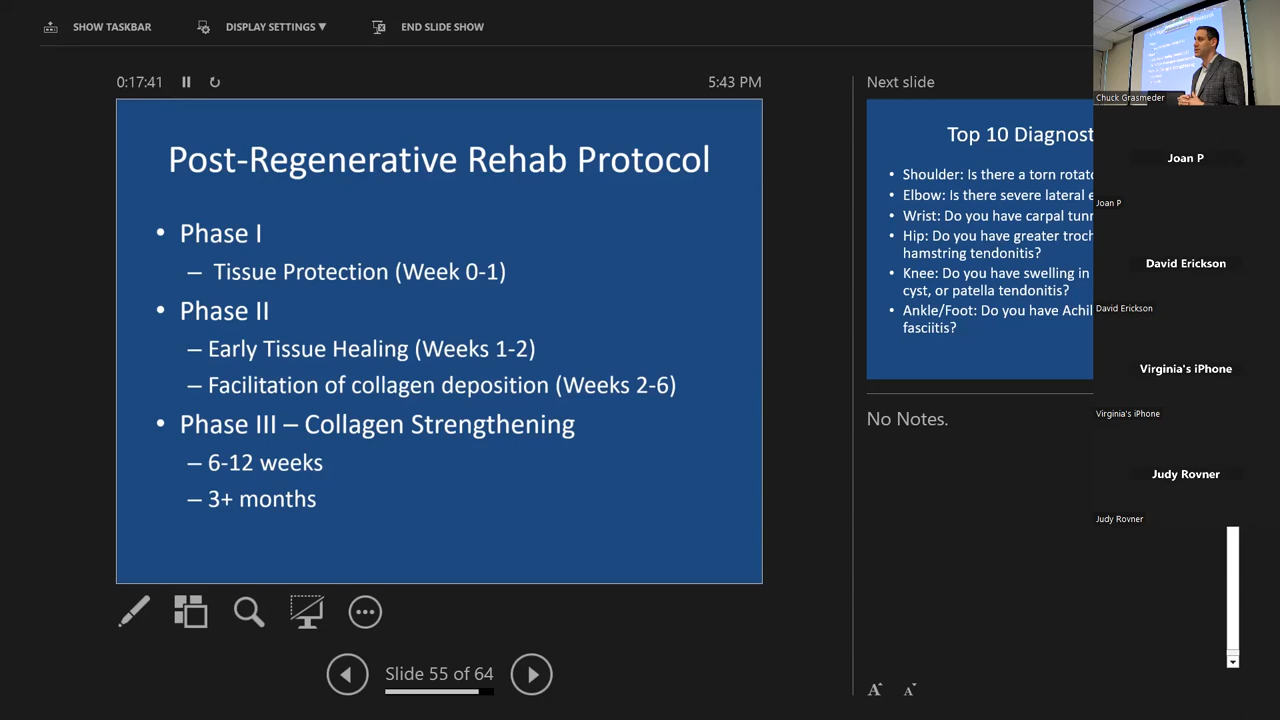 SHOW TASKBAR
DISPLAY SETTINGS ▼
END SLIDE SHOW
0:17:41
5:43 PM
Post-Regenerative Rehab Protocol
• Phase I
– Tissue Protection (Week 0-1)
• Phase II
– Early Tissue Healing (Weeks 1-2)
– Facilitation of collagen deposition (Weeks 2-6)
• Phase III – Collagen Strengthening
– 6-12 weeks
– 3+ months
Slide 55 of 64
Next slide
Top 10 Diagnost
• Shoulder: Is there a torn rotato
• Elbow: Is there severe lateral e
• Wrist: Do you have carpal tunn
• Hip: Do you have greater troch
hamstring tendonitis?
• Knee: Do you have swelling in
cyst, or patella tendonitis?
• Ankle/Foot: Do you have Achil
fasciitis?
No Notes.
A A
Chuck Grasmeder
Joan P
Joan P
David Erickson
David Erickson
Virginia's iPhone
Virginia's iPhone
Judy Rovner
Judy Rovner